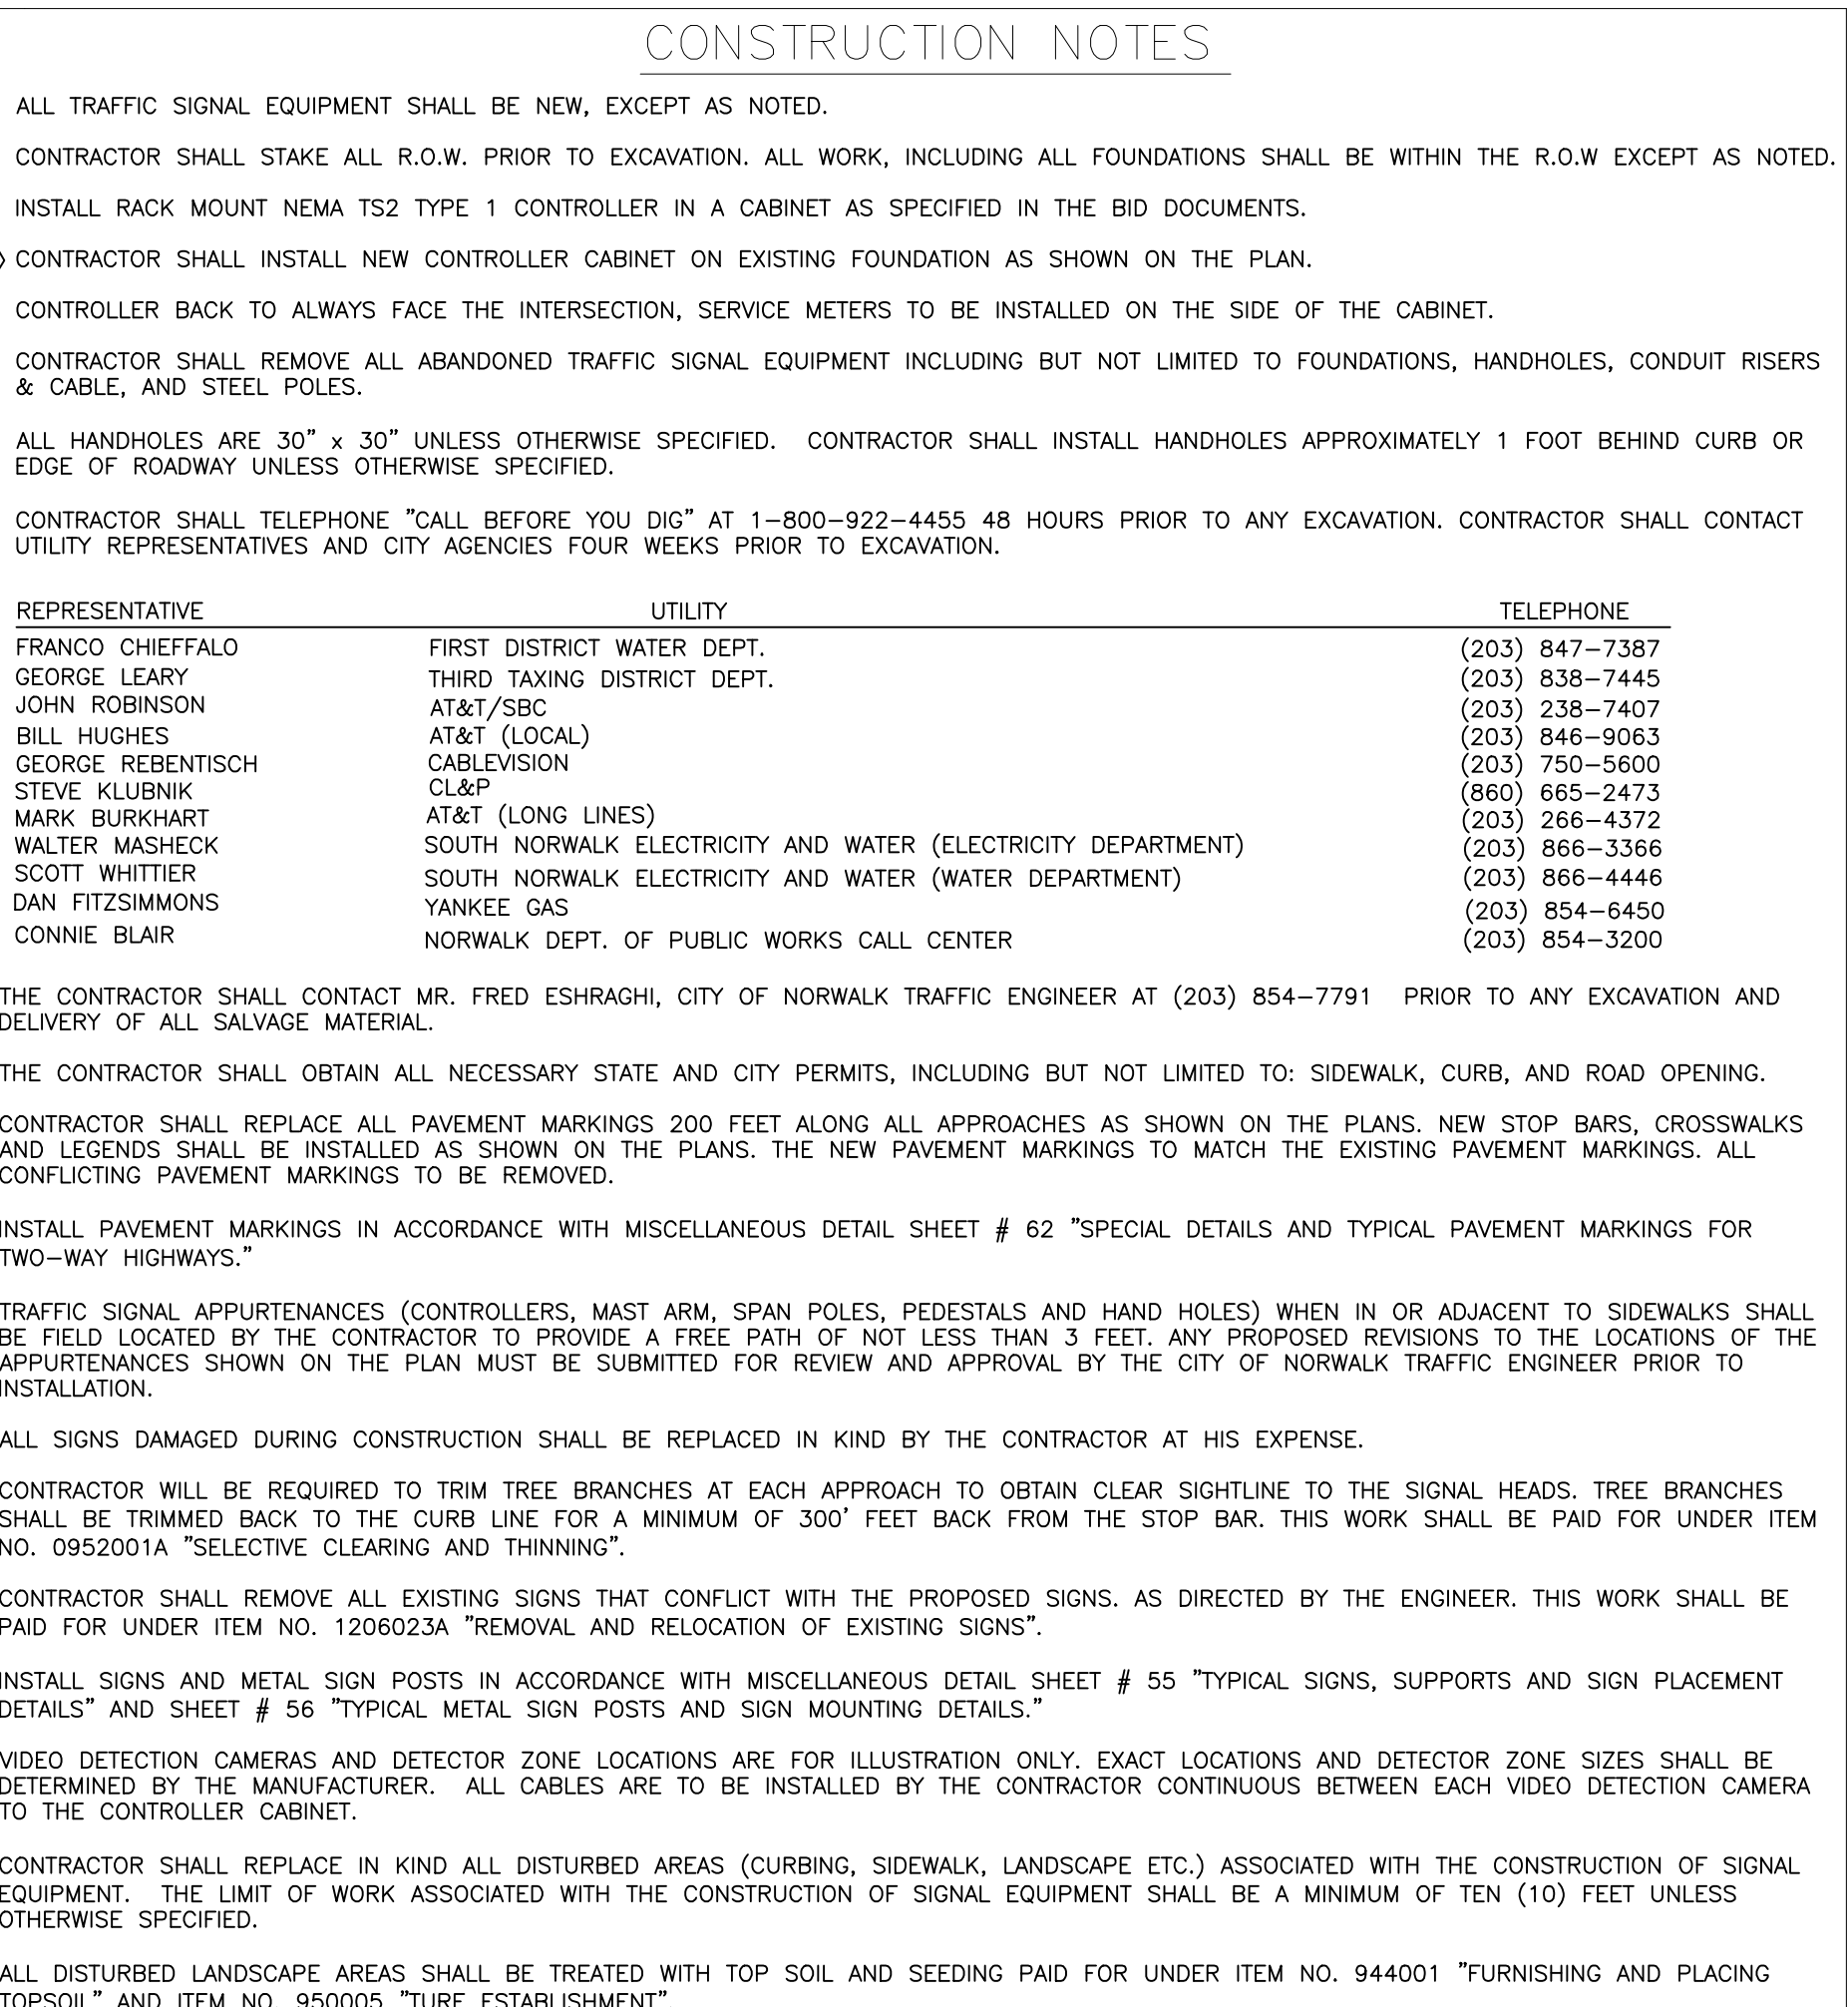 CONSTRUCTION NOTES
ALL TRAFFIC SIGNAL EQUIPMENT SHALL BE NEW, EXCEPT AS NOTED.
CONTRACTOR SHALL STAKE ALL R.O.W. PRIOR TO EXCAVATION. ALL WORK, INCLUDING ALL FOUNDATIONS SHALL BE WITHIN THE R.O.W EXCEPT AS NOTED.
INSTALL RACK MOUNT NEMA TS2 TYPE 1 CONTROLLER IN A CABINET AS SPECIFIED IN THE BID DOCUMENTS.
CONTRACTOR SHALL INSTALL NEW CONTROLLER CABINET ON EXISTING FOUNDATION AS SHOWN ON THE PLAN.
CONTROLLER BACK TO ALWAYS FACE THE INTERSECTION, SERVICE METERS TO BE INSTALLED ON THE SIDE OF THE CABINET.
CONTRACTOR SHALL REMOVE ALL ABANDONED TRAFFIC SIGNAL EQUIPMENT INCLUDING BUT NOT LIMITED TO FOUNDATIONS, HANDHOLES, CONDUIT RISERS
& CABLE, AND STEEL POLES.
ALL HANDHOLES ARE 30" x 30" UNLESS OTHERWISE SPECIFIED. CONTRACTOR SHALL INSTALL HANDHOLES APPROXIMATELY 1 FOOT BEHIND CURB OR
EDGE OF ROADWAY UNLESS OTHERWISE SPECIFIED.
CONTRACTOR SHALL TELEPHONE "CALL BEFORE YOU DIG" AT 1-800-922-4455 48 HOURS PRIOR TO ANY EXCAVATION. CONTRACTOR SHALL CONTACT
UTILITY REPRESENTATIVES AND CITY AGENCIES FOUR WEEKS PRIOR TO EXCAVATION.
REPRESENTATIVE UTILITY TELEPHONE
FRANCO CHIEFFALO FIRST DISTRICT WATER DEPT. (203) 847-7387
GEORGE LEARY THIRD TAXING DISTRICT DEPT. (203) 838-7445
JOHN ROBINSON AT&T/SBC (203) 238-7407
BILL HUGHES AT&T (LOCAL) (203) 846-9063
GEORGE REBENTISCH CABLEVISION (203) 750-5600
STEVE KLUBNIK CL&P (860) 665-2473
MARK BURKHART AT&T (LONG LINES) (203) 266-4372
WALTER MASHECK SOUTH NORWALK ELECTRICITY AND WATER (ELECTRICITY DEPARTMENT) (203) 866-3366
SCOTT WHITTIER SOUTH NORWALK ELECTRICITY AND WATER (WATER DEPARTMENT) (203) 866-4446
DAN FITZSIMMONS YANKEE GAS (203) 854-6450
CONNIE BLAIR NORWALK DEPT. OF PUBLIC WORKS CALL CENTER (203) 854-3200
THE CONTRACTOR SHALL CONTACT MR. FRED ESHRAGHI, CITY OF NORWALK TRAFFIC ENGINEER AT (203) 854-7791 PRIOR TO ANY EXCAVATION AND
DELIVERY OF ALL SALVAGE MATERIAL.
THE CONTRACTOR SHALL OBTAIN ALL NECESSARY STATE AND CITY PERMITS, INCLUDING BUT NOT LIMITED TO: SIDEWALK, CURB, AND ROAD OPENING.
CONTRACTOR SHALL REPLACE ALL PAVEMENT MARKINGS 200 FEET ALONG ALL APPROACHES AS SHOWN ON THE PLANS. NEW STOP BARS, CROSSWALKS
AND LEGENDS SHALL BE INSTALLED AS SHOWN ON THE PLANS. THE NEW PAVEMENT MARKINGS TO MATCH THE EXISTING PAVEMENT MARKINGS. ALL
CONFLICTING PAVEMENT MARKINGS TO BE REMOVED.
INSTALL PAVEMENT MARKINGS IN ACCORDANCE WITH MISCELLANEOUS DETAIL SHEET # 62 "SPECIAL DETAILS AND TYPICAL PAVEMENT MARKINGS FOR
TWO-WAY HIGHWAYS."
TRAFFIC SIGNAL APPURTENANCES (CONTROLLERS, MAST ARM, SPAN POLES, PEDESTALS AND HAND HOLES) WHEN IN OR ADJACENT TO SIDEWALKS SHALL
BE FIELD LOCATED BY THE CONTRACTOR TO PROVIDE A FREE PATH OF NOT LESS THAN 3 FEET. ANY PROPOSED REVISIONS TO THE LOCATIONS OF THE
APPURTENANCES SHOWN ON THE PLAN MUST BE SUBMITTED FOR REVIEW AND APPROVAL BY THE CITY OF NORWALK TRAFFIC ENGINEER PRIOR TO
INSTALLATION.
ALL SIGNS DAMAGED DURING CONSTRUCTION SHALL BE REPLACED IN KIND BY THE CONTRACTOR AT HIS EXPENSE.
CONTRACTOR WILL BE REQUIRED TO TRIM TREE BRANCHES AT EACH APPROACH TO OBTAIN CLEAR SIGHTLINE TO THE SIGNAL HEADS. TREE BRANCHES
SHALL BE TRIMMED BACK TO THE CURB LINE FOR A MINIMUM OF 300' FEET BACK FROM THE STOP BAR. THIS WORK SHALL BE PAID FOR UNDER ITEM
NO. 0952001A "SELECTIVE CLEARING AND THINNING".
CONTRACTOR SHALL REMOVE ALL EXISTING SIGNS THAT CONFLICT WITH THE PROPOSED SIGNS. AS DIRECTED BY THE ENGINEER. THIS WORK SHALL BE
PAID FOR UNDER ITEM NO. 1206023A "REMOVAL AND RELOCATION OF EXISTING SIGNS".
INSTALL SIGNS AND METAL SIGN POSTS IN ACCORDANCE WITH MISCELLANEOUS DETAIL SHEET # 55 "TYPICAL SIGNS, SUPPORTS AND SIGN PLACEMENT
DETAILS" AND SHEET # 56 "TYPICAL METAL SIGN POSTS AND SIGN MOUNTING DETAILS."
VIDEO DETECTION CAMERAS AND DETECTOR ZONE LOCATIONS ARE FOR ILLUSTRATION ONLY. EXACT LOCATIONS AND DETECTOR ZONE SIZES SHALL BE
DETERMINED BY THE MANUFACTURER. ALL CABLES ARE TO BE INSTALLED BY THE CONTRACTOR CONTINUOUS BETWEEN EACH VIDEO DETECTION CAMERA
TO THE CONTROLLER CABINET.
CONTRACTOR SHALL REPLACE IN KIND ALL DISTURBED AREAS (CURBING, SIDEWALK, LANDSCAPE ETC.) ASSOCIATED WITH THE CONSTRUCTION OF SIGNAL
EQUIPMENT. THE LIMIT OF WORK ASSOCIATED WITH THE CONSTRUCTION OF SIGNAL EQUIPMENT SHALL BE A MINIMUM OF TEN (10) FEET UNLESS
OTHERWISE SPECIFIED.
ALL DISTURBED LANDSCAPE AREAS SHALL BE TREATED WITH TOP SOIL AND SEEDING PAID FOR UNDER ITEM NO. 944001 "FURNISHING AND PLACING
TOPSOIL" AND ITEM NO. 950005 "TURF ESTABLISHMENT".